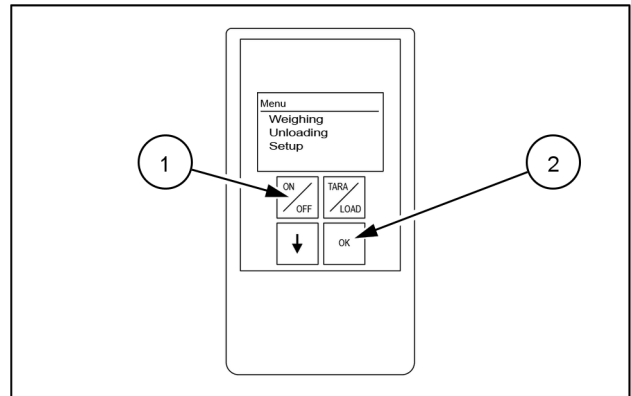 Menu
Weighing
Unloading
Setup
1
2
ON
OFF
TARA
LOAD
OK